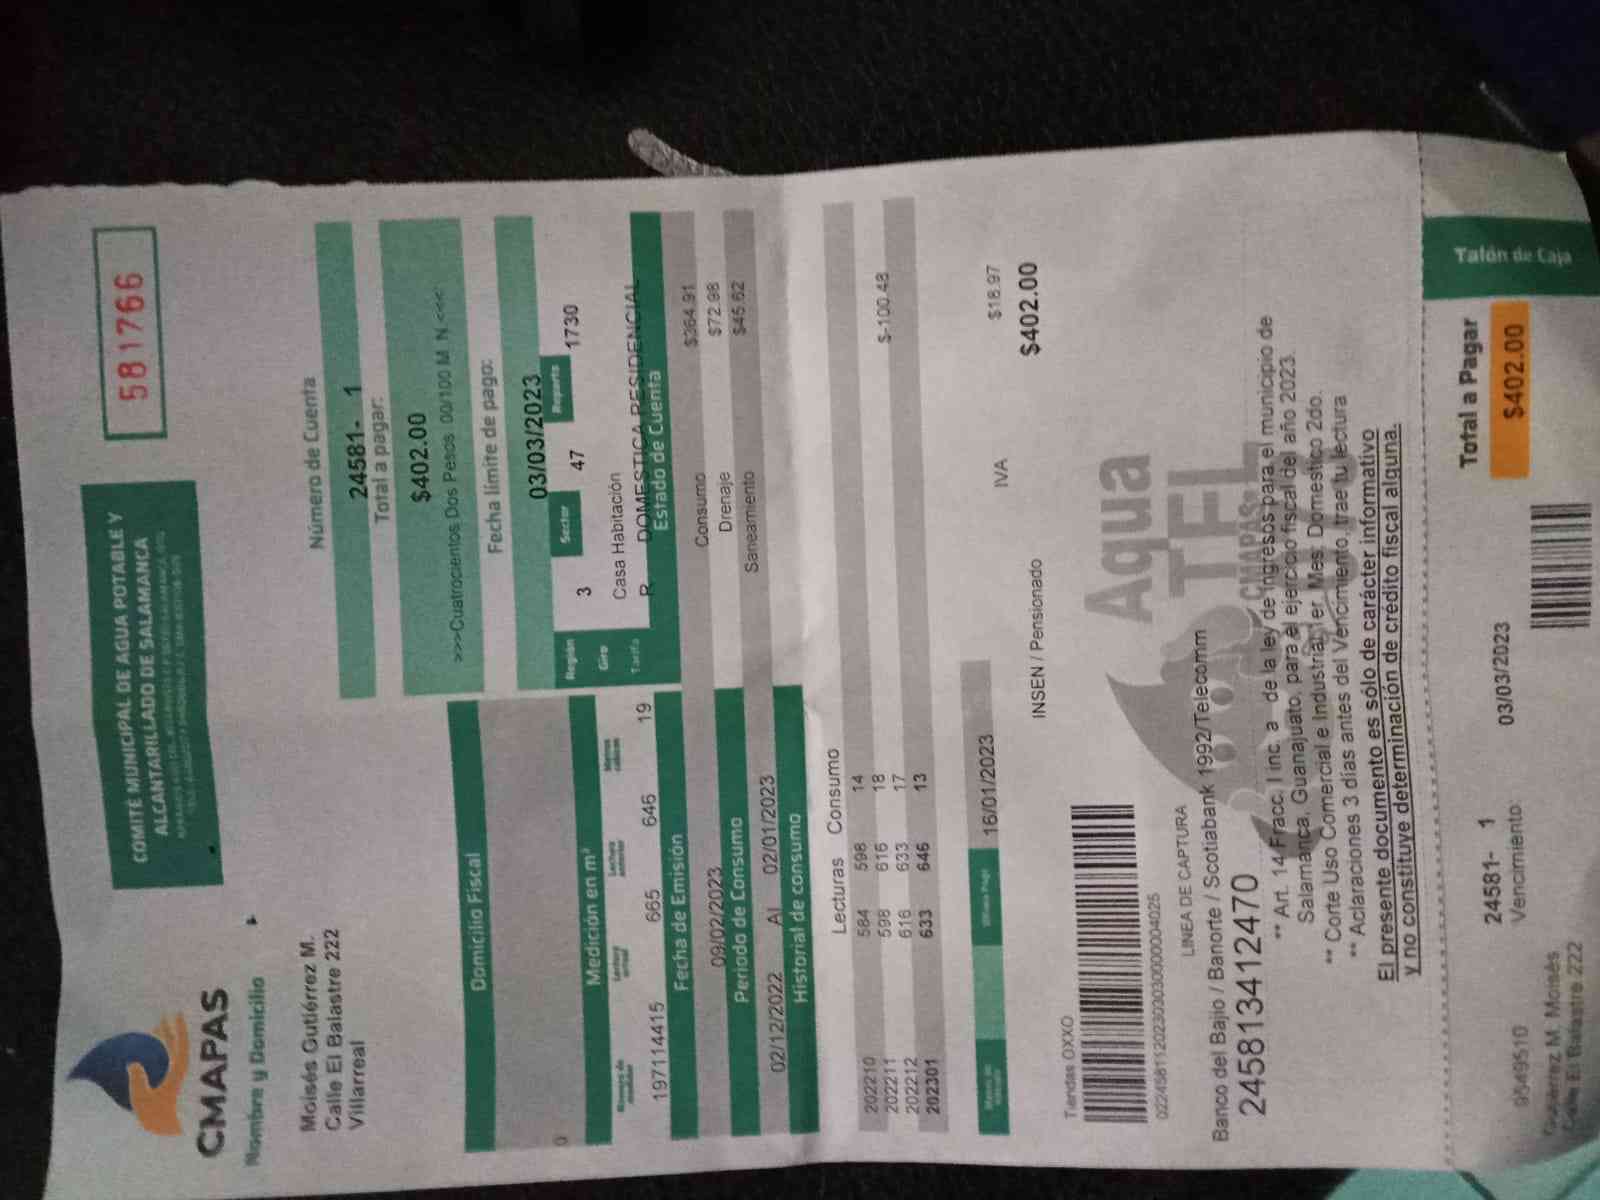 CMAPAS
COMITÉ MUNICIPAL DE AGUA POTABLE Y
ALCANTARILLADO DE SALAMANCA
581766
Nombre y Domicilio
Moisés Gutiérrez M.
Calle El Balastre 222
Villarreal
Número de Cuenta
24581- 1
Total a pagar:
$402.00
>>>Cuatrocientos Dos Pesos 00/100 M. N.<<<
Fecha límite de pago:
03/03/2023
Domicilio Fiscal
0
Región 3 Sector 47 Reparto 1730
Giro Casa Habitación
Tarifa R DOMESTICA RESIDENCIAL
Medición en m³
197114415 665 646 19
Estado de Cuenta
Fecha de Emisión
09/02/2023
Periodo de Consumo
02/12/2022 Al 02/01/2023
Consumo $364.91
Drenaje $72.98
Saneamiento $45.62
Historial de consumo
Lecturas Consumo
202210 584 598 14
202211 598 616 18
202212 616 633 17
202301 633 646 13
$-100.48
16/01/2023
IVA $18.97
INSEN / Pensionado $402.00
Tiendas OXXO
LINEA DE CAPTURA
Banco del Bajio / Banorte / Scotiabank 1992/Telecomm
245813412470
Aqua
TEL
CMAPAS
** Art. 14 Fracc. I inc. a de la ley de ingresos para el municipio de
Salamanca, Guanajuato, para el ejercicio fiscal del año 2023.
** Corte Uso Comercial e Industrial 1er Mes. Domestico 2do.
** Aclaraciones 3 días antes del Vencimiento, trae tu lectura
El presente documento es sólo de carácter informativo
y no constituye determinación de crédito fiscal alguna.
Talón de Caja
Total a Pagar
$402.00
24581- 1
Vencimiento:
03/03/2023
9549510
Gutiérrez M. Moisés
Calle El Balastre 222